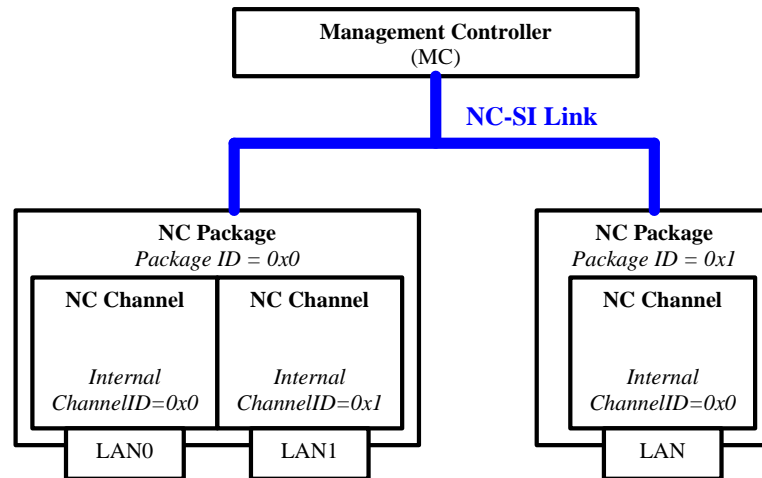 Management Controller
(MC)
NC-SI Link
NC Package
Package ID = 0x0
NC Channel
Internal
ChannelID=0x0
LAN0
NC Channel
Internal
ChannelID=0x1
LAN1
NC Package
Package ID = 0x1
NC Channel
Internal
ChannelID=0x0
LAN